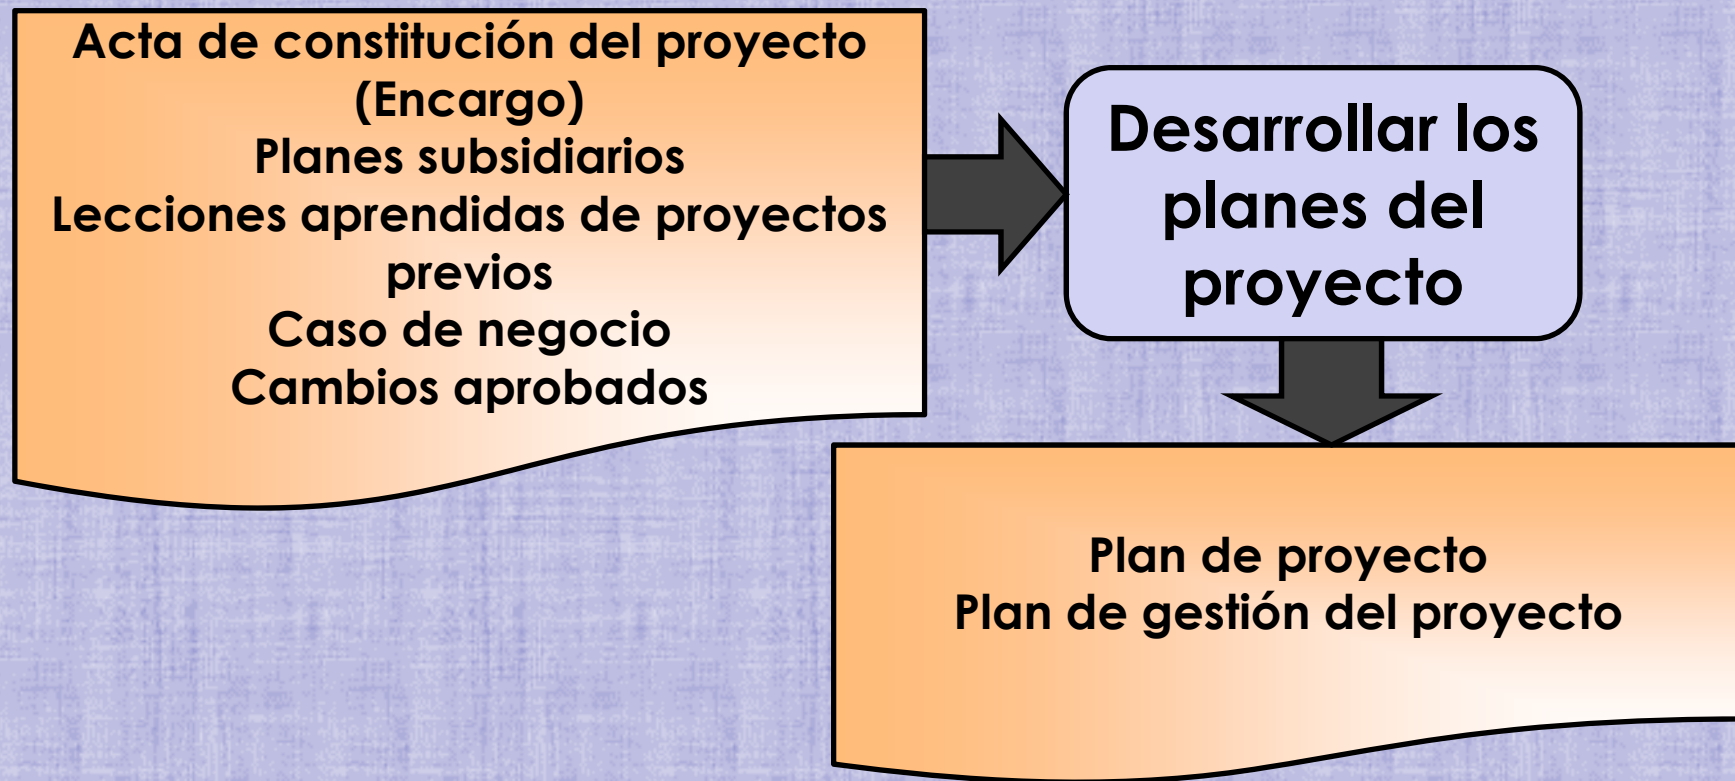 Acta de constitución del proyecto
(Encargo)
Planes subsidiarios
Lecciones aprendidas de proyectos
previos
Caso de negocio
Cambios aprobados
Desarrollar los
planes del
proyecto
Plan de proyecto
Plan de gestión del proyecto